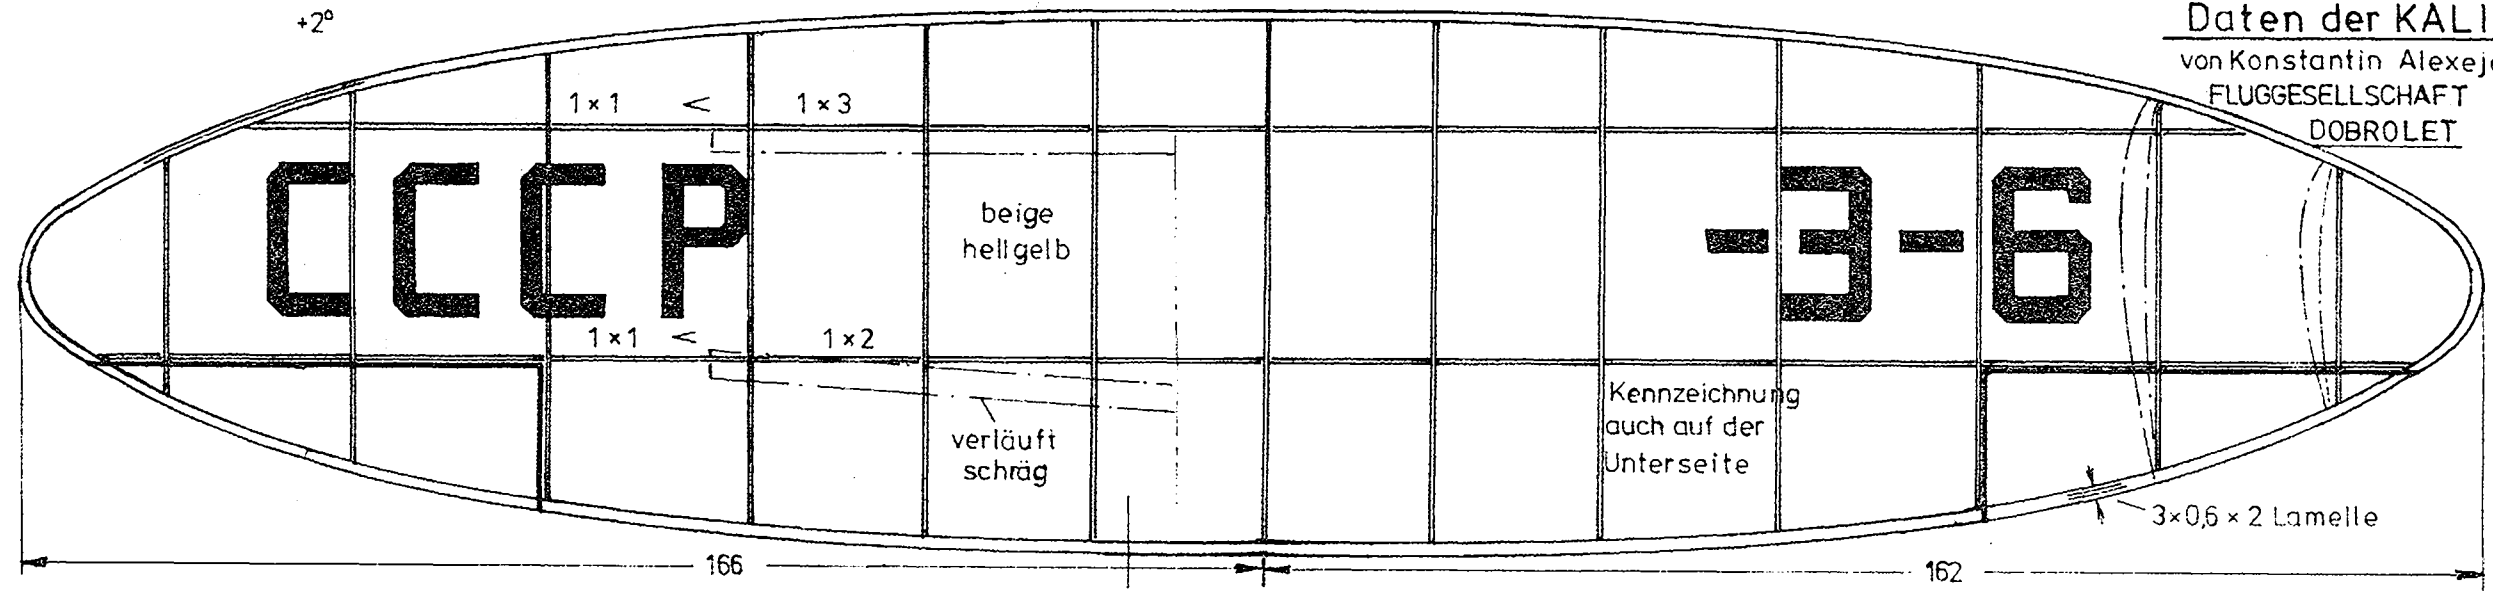 +2°
Daten der KALI
von Konstantin Alexej
FLUGGESELLSCHAFT
DOBROLET
1×1 < 1×3
CCCP
-3-6
beige
hellgelb
1×1 < 1×2
verläuft
schräg
Kennzeichnung
auch auf der
Unterseite
3×0,6×2 Lamelle
166
162